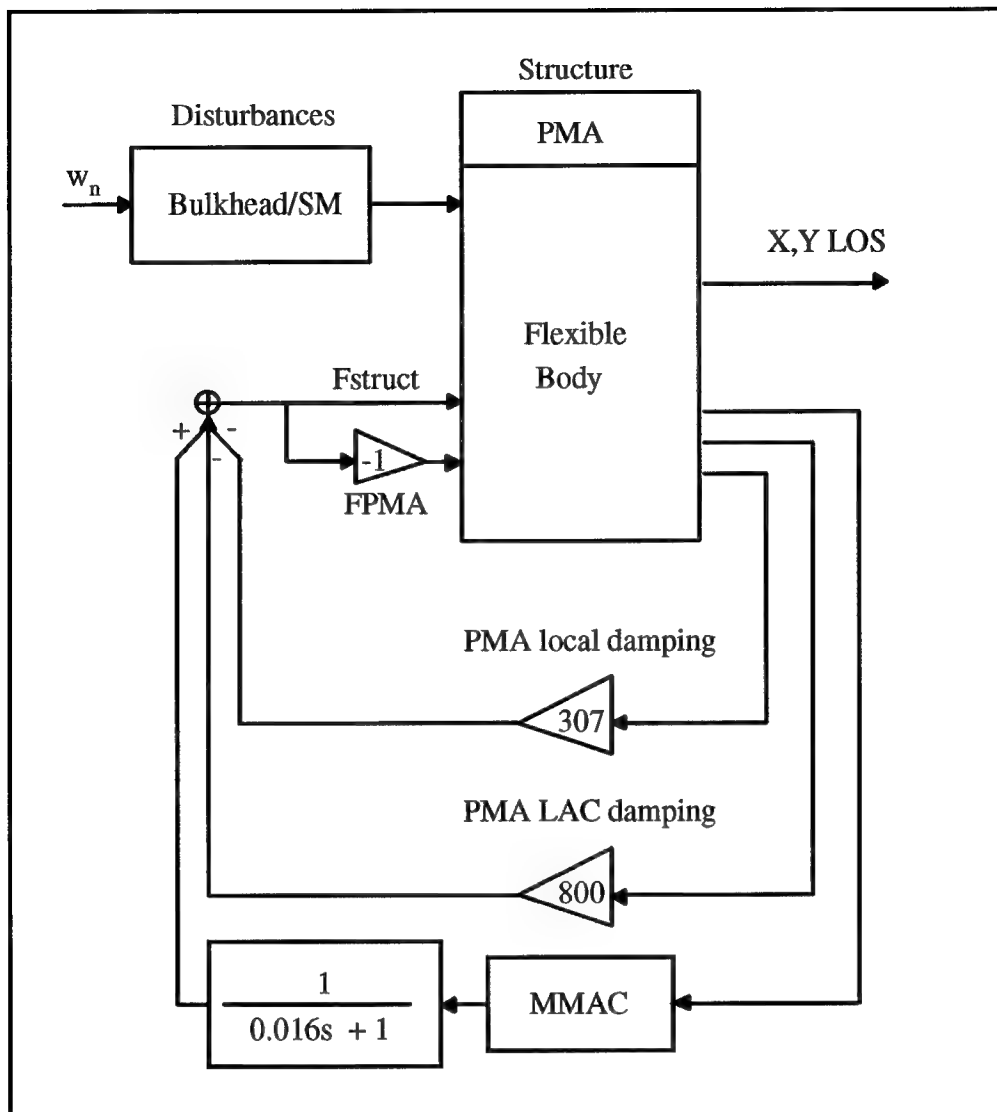 Structure
PMA
Disturbances
w_n
Bulkhead/SM
X,Y LOS
Flexible
Body
Fstruct
+
-
-
-1
FPMA
PMA local damping
307
PMA LAC damping
800
1
0.016s + 1
MMAC